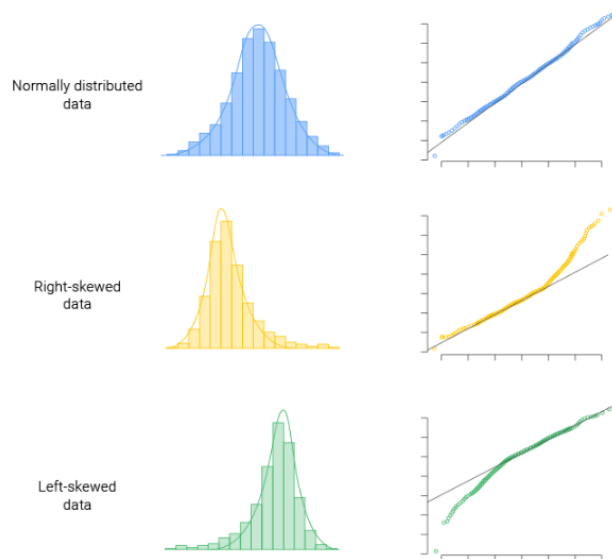 Normally distributed
data
Right-skewed
data
Left-skewed
data